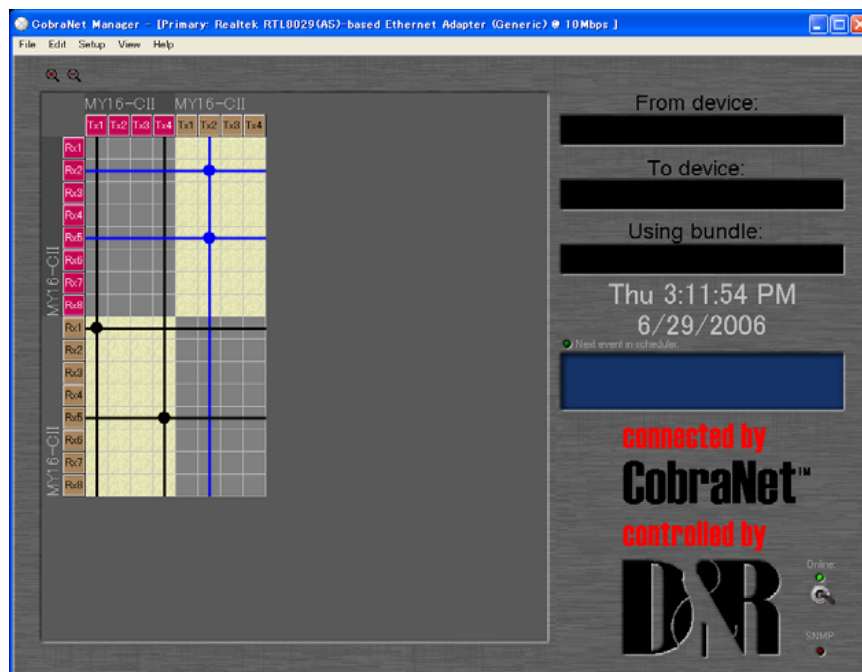 CobraNet Manager - [Primary: Realtek RTL8029(AS)-based Ethernet Adapter (Generic) @ 10Mbps ]
File Edit Setup View Help
MY16-CII MY16-CII
Tx1 Tx2 Tx3 Tx4 Tx1 Tx2 Tx3 Tx4
MY16-CII
Rx1
Rx2
Rx3
Rx4
Rx5
Rx6
Rx7
Rx8
MY16-CII
Rx1
Rx2
Rx3
Rx4
Rx5
Rx6
Rx7
Rx8
From device:
To device:
Using bundle:
Thu 3:11:54 PM
6/29/2006
Next event in scheduler:
connected by
CobraNet™
controlled by
D&R
Online:
SNMP